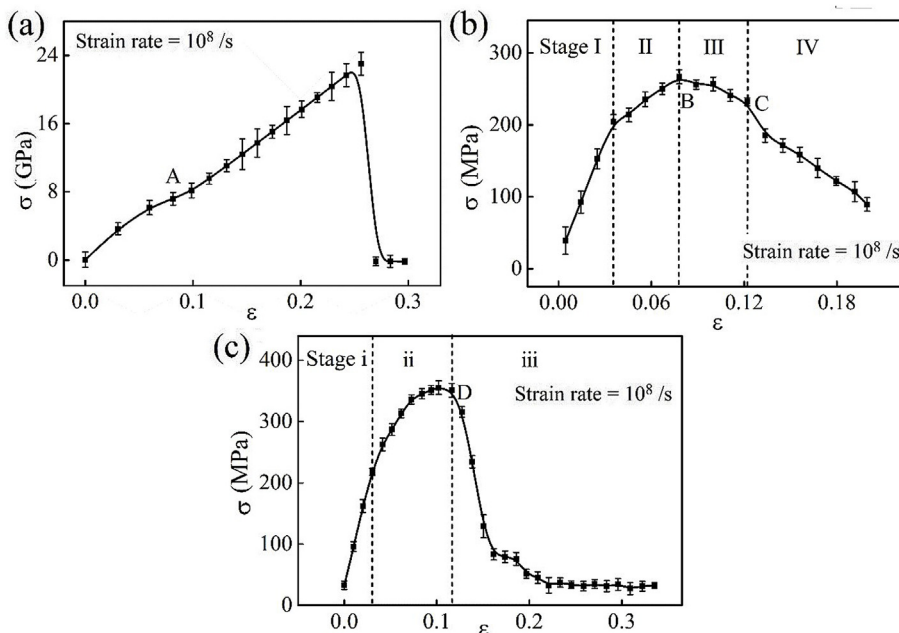 (a)
Strain rate = 10⁸ /s
24
16
8
0
σ (GPa)
A
0.0 0.1 0.2 0.3
ε
(b)
Stage I II III IV
300
200
100
0
σ (MPa)
B C
Strain rate = 10⁸ /s
0.00 0.06 0.12 0.18
ε
(c)
Stage i ii iii
400
300
200
100
0
σ (MPa)
D
Strain rate = 10⁸ /s
0.0 0.1 0.2 0.3
ε